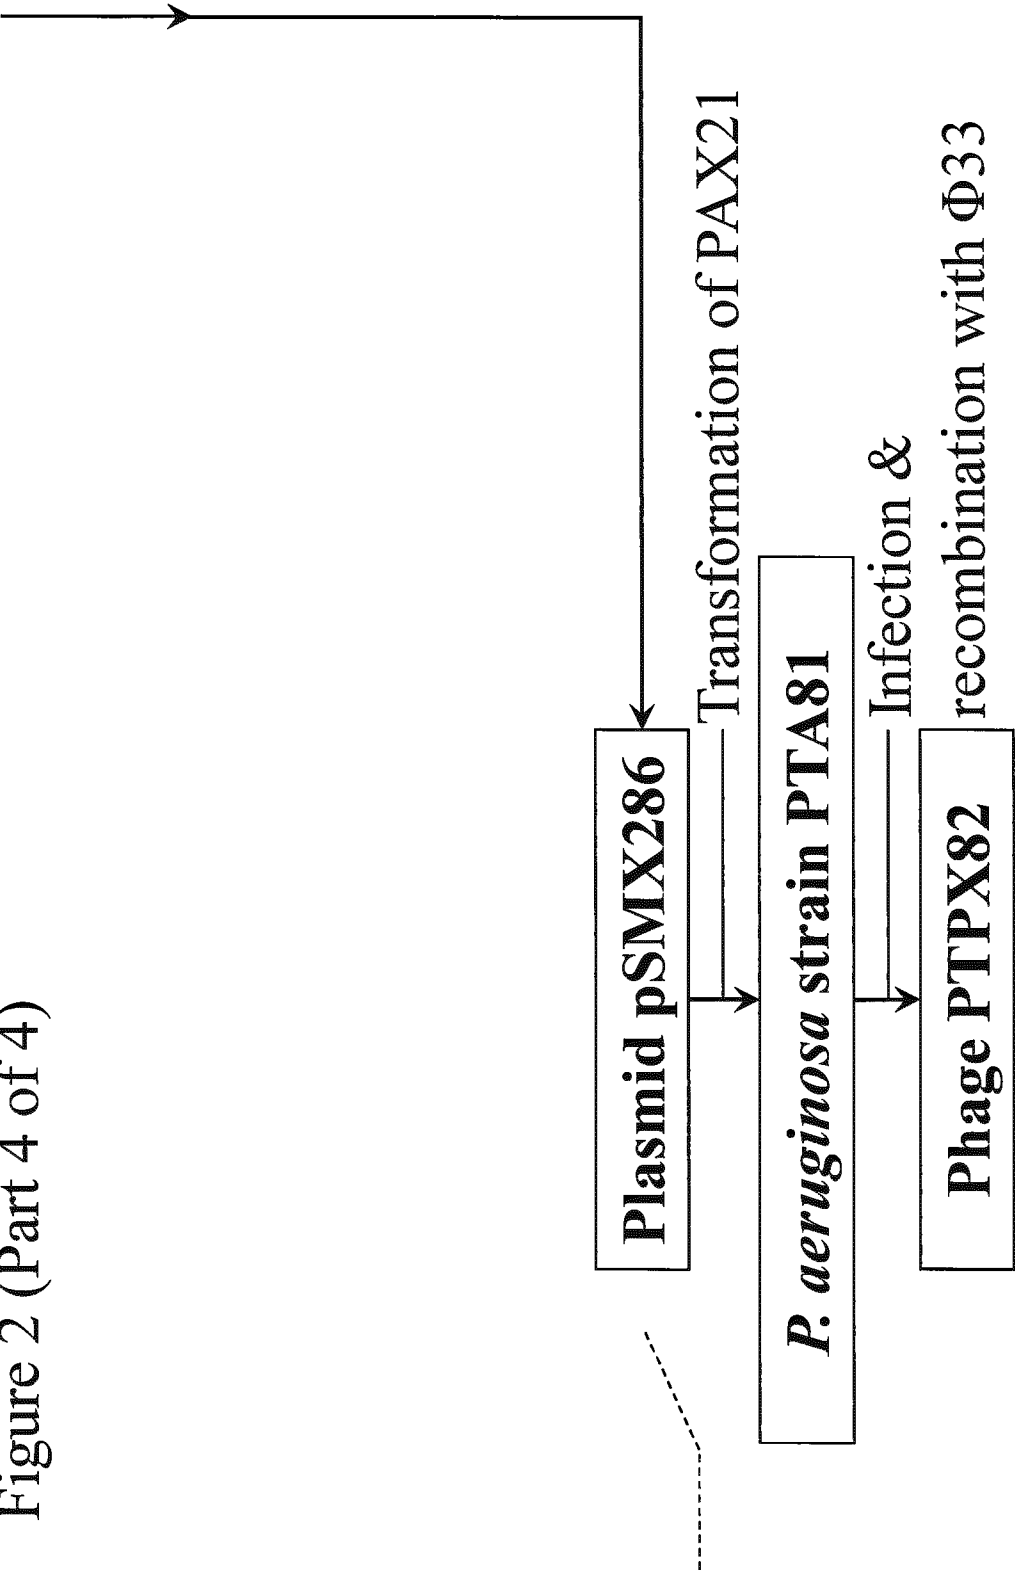 Figure 2 (Part 4 of 4)
Plasmid pSMX286
Transformation of PAX21
P. aeruginosa strain PTA81
Infection &
recombination with Φ33
Phage PTPX82